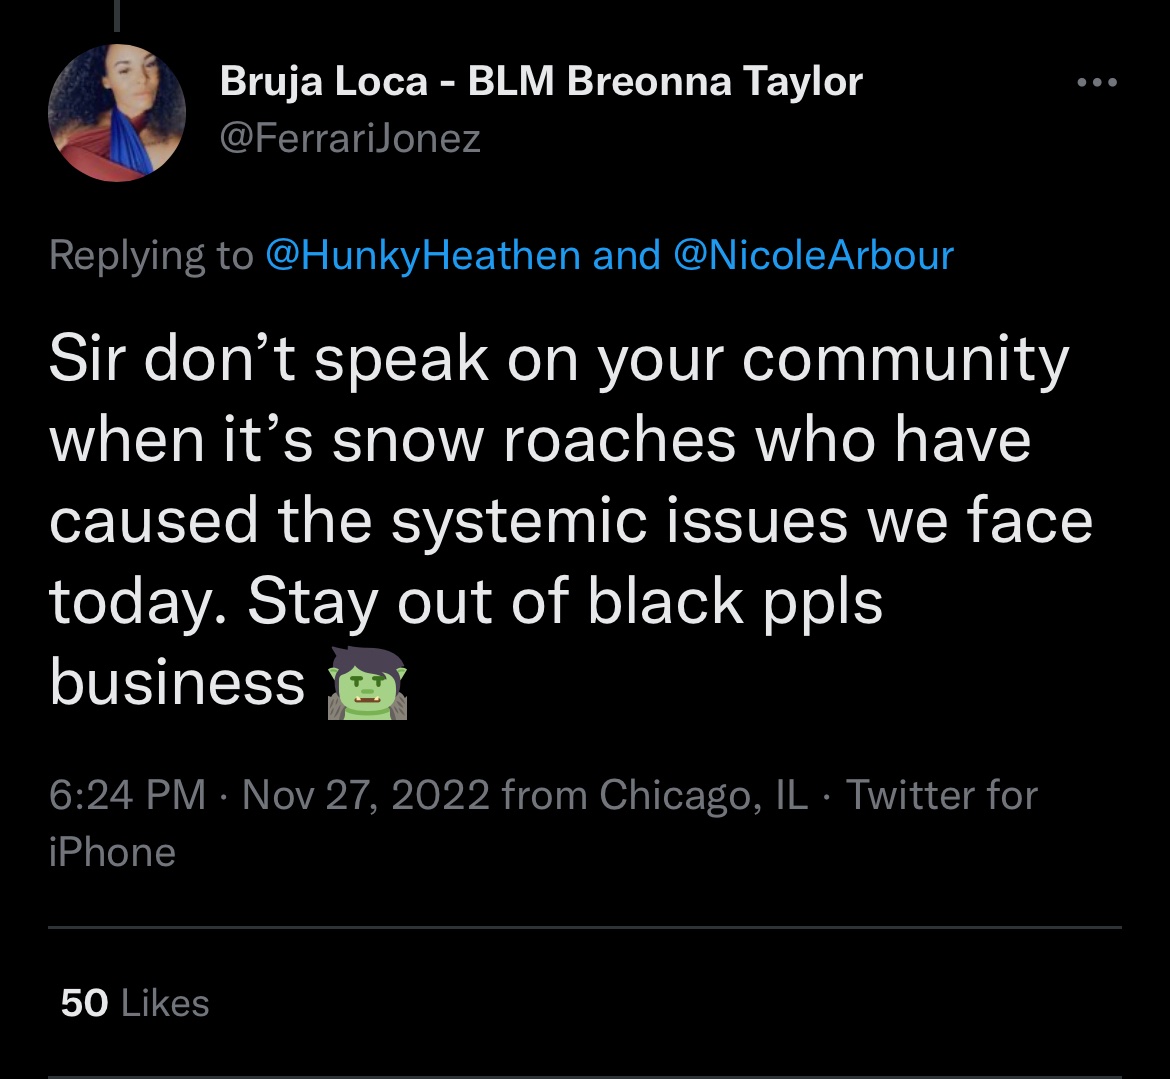 Bruja Loca - BLM Breonna Taylor
@FerrariJonez
Replying to @HunkyHeathen and @NicoleArbour
Sir don’t speak on your community
when it’s snow roaches who have
caused the systemic issues we face
today. Stay out of black ppls
business 🧌
6:24 PM · Nov 27, 2022 from Chicago, IL · Twitter for
iPhone
50 Likes